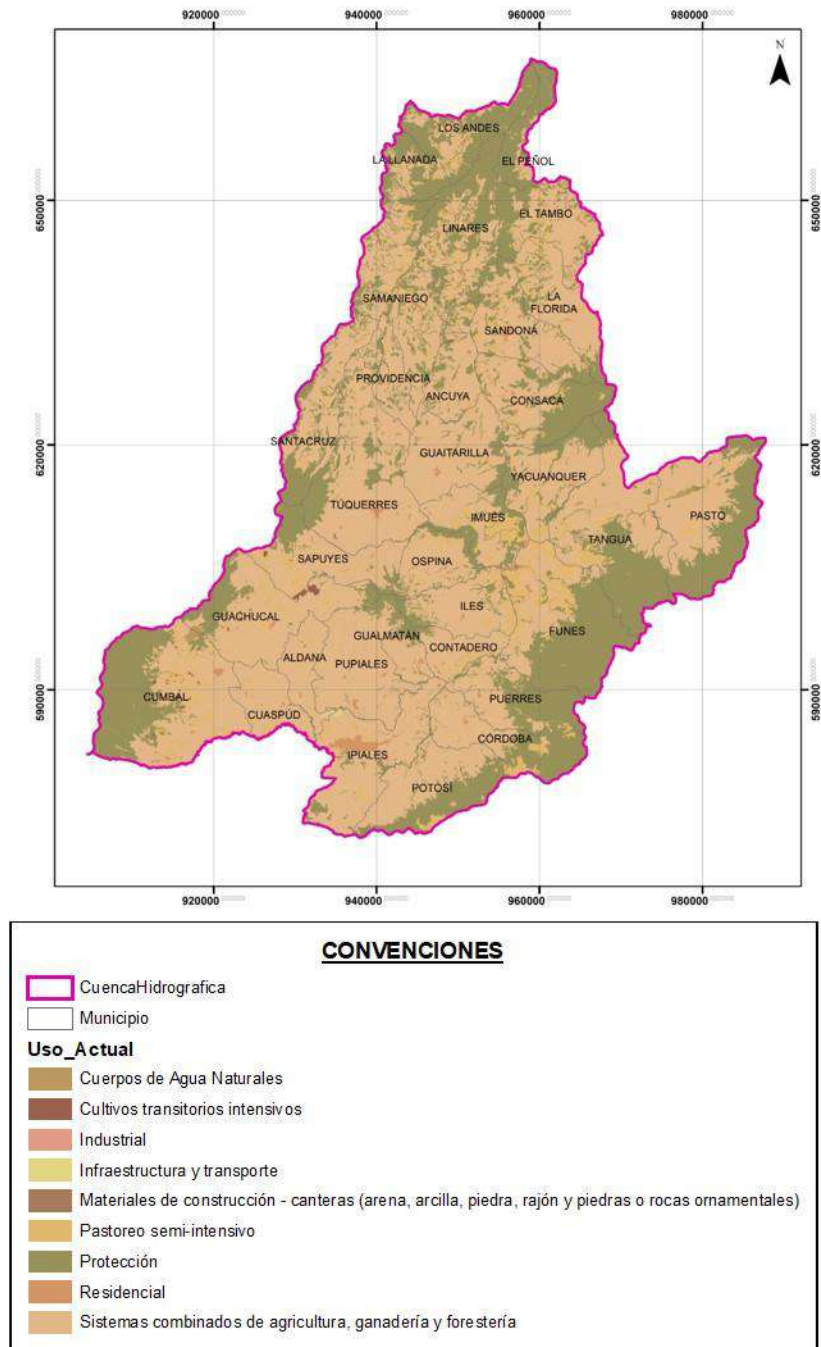 920000 940000 960000 980000
N
LOS ANDES
LA LLANADA EL PEÑOL
650000 650000
EL TAMBO
LINARES
SAMANIEGO LA
FLORIDA
SANDONÁ
PROVIDENCIA
ANCUYA CONSACA
620000 620000
SANTACRUZ
GUAITARILLA
YACUANQUER
TÚQUERRES
IMUÉS PASTO
TANGUA
SAPUYES OSPINA
ILES
GUACHUCAL FUNES
GUALMATÁN
CONTADERO
ALDANA
PUPIALES
590000 590000
CUMBAL PUERRES
CUASPÚD
CÓRDOBA
IPIALES
POTOSÍ
920000 940000 960000 980000
CONVENCIONES
CuencaHidrografica
Municipio
Uso_Actual
Cuerpos de Agua Naturales
Cultivos transitorios intensivos
Industrial
Infraestructura y transporte
Materiales de construcción - canteras (arena, arcilla, piedra, rajón y piedras o rocas ornamentales)
Pastoreo semi-intensivo
Protección
Residencial
Sistemas combinados de agricultura, ganadería y forestería